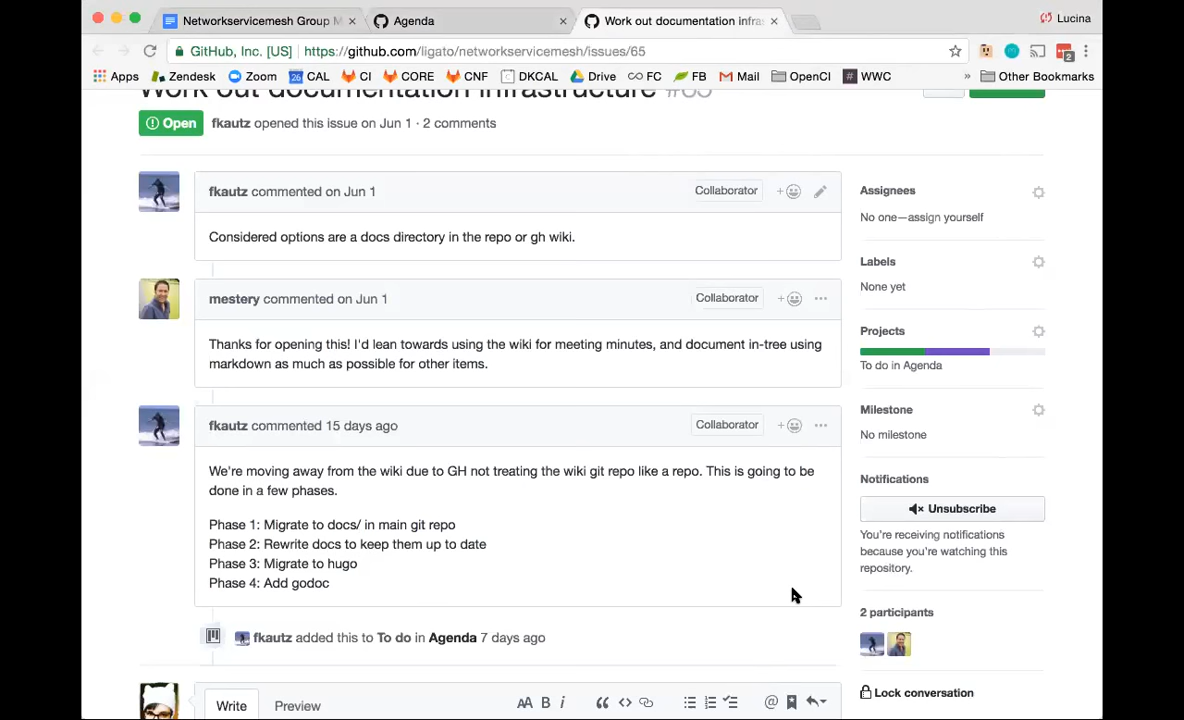 Networkservicemesh Group M
Agenda
Work out documentation infras
Lucina
GitHub, Inc. [US]
https://github.com/ligato/networkservicemesh/issues/65
2
Apps
Zendesk
Zoom
26 CAL
CI
CORE
CNF
DKCAL
Drive
FC
FB
Mail
OpenCI
# WWC
» Other Bookmarks
Work out documentation infrastructure #65
Open
fkautz opened this issue on Jun 1 · 2 comments
fkautz commented on Jun 1
Collaborator
Considered options are a docs directory in the repo or gh wiki.
mestery commented on Jun 1
Collaborator
Thanks for opening this! I'd lean towards using the wiki for meeting minutes, and document in-tree using
markdown as much as possible for other items.
fkautz commented 15 days ago
Collaborator
We're moving away from the wiki due to GH not treating the wiki git repo like a repo. This is going to be
done in a few phases.
Phase 1: Migrate to docs/ in main git repo
Phase 2: Rewrite docs to keep them up to date
Phase 3: Migrate to hugo
Phase 4: Add godoc
fkautz added this to To do in Agenda 7 days ago
Write
Preview
AA B i
@
Assignees
No one—assign yourself
Labels
None yet
Projects
To do in Agenda
Milestone
No milestone
Notifications
Unsubscribe
You're receiving notifications
because you're watching this
repository.
2 participants
Lock conversation